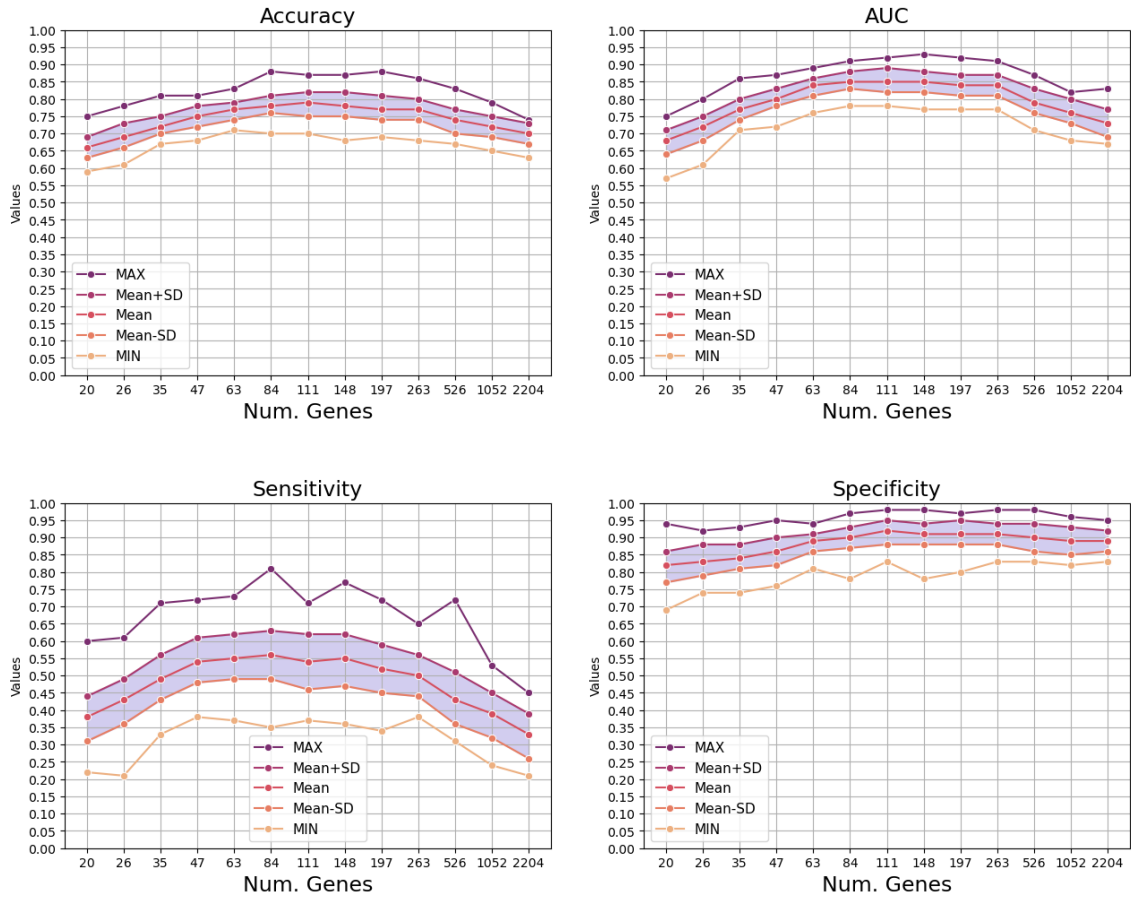 Accuracy
1.00
0.95
0.90
0.85
0.80
0.75
0.70
0.65
0.60
0.55
0.50
0.45
0.40
0.35
0.30
0.25
0.20
0.15
0.10
0.05
0.00
Values
MAX
Mean+SD
Mean
Mean-SD
MIN
20 26 35 47 63 84 111 148 197 263 526 1052 2204
Num. Genes
AUC
1.00
0.95
0.90
0.85
0.80
0.75
0.70
0.65
0.60
0.55
0.50
0.45
0.40
0.35
0.30
0.25
0.20
0.15
0.10
0.05
0.00
Values
MAX
Mean+SD
Mean
Mean-SD
MIN
20 26 35 47 63 84 111 148 197 263 526 1052 2204
Num. Genes
Sensitivity
1.00
0.95
0.90
0.85
0.80
0.75
0.70
0.65
0.60
0.55
0.50
0.45
0.40
0.35
0.30
0.25
0.20
0.15
0.10
0.05
0.00
Values
MAX
Mean+SD
Mean
Mean-SD
MIN
20 26 35 47 63 84 111 148 197 263 526 1052 2204
Num. Genes
Specificity
1.00
0.95
0.90
0.85
0.80
0.75
0.70
0.65
0.60
0.55
0.50
0.45
0.40
0.35
0.30
0.25
0.20
0.15
0.10
0.05
0.00
Values
MAX
Mean+SD
Mean
Mean-SD
MIN
20 26 35 47 63 84 111 148 197 263 526 1052 2204
Num. Genes